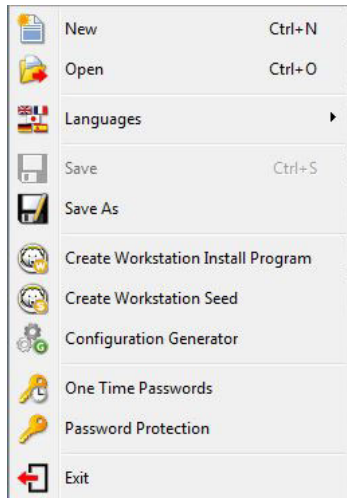 New Ctrl+N
Open Ctrl+O
Languages
Save Ctrl+S
Save As
Create Workstation Install Program
Create Workstation Seed
Configuration Generator
One Time Passwords
Password Protection
Exit